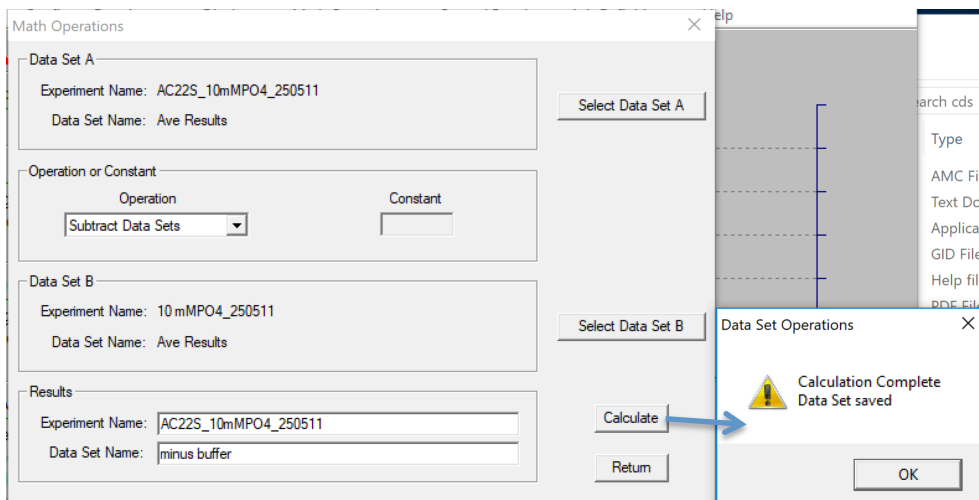 Math Operations
Data Set A
Experiment Name: AC22S_10mMPO4_250511
Data Set Name: Ave Results
Select Data Set A
Operation or Constant
Operation
Constant
Subtract Data Sets
Data Set B
Experiment Name: 10 mMPO4_250511
Data Set Name: Ave Results
Select Data Set B
Results
Experiment Name: AC22S_10mMPO4_250511
Data Set Name: minus buffer
Calculate
Return
elp
arch cds
Type
AMC Fi
Text Do
Applica
GID File
Help fil
PDF File
Data Set Operations
Calculation Complete
Data Set saved
OK